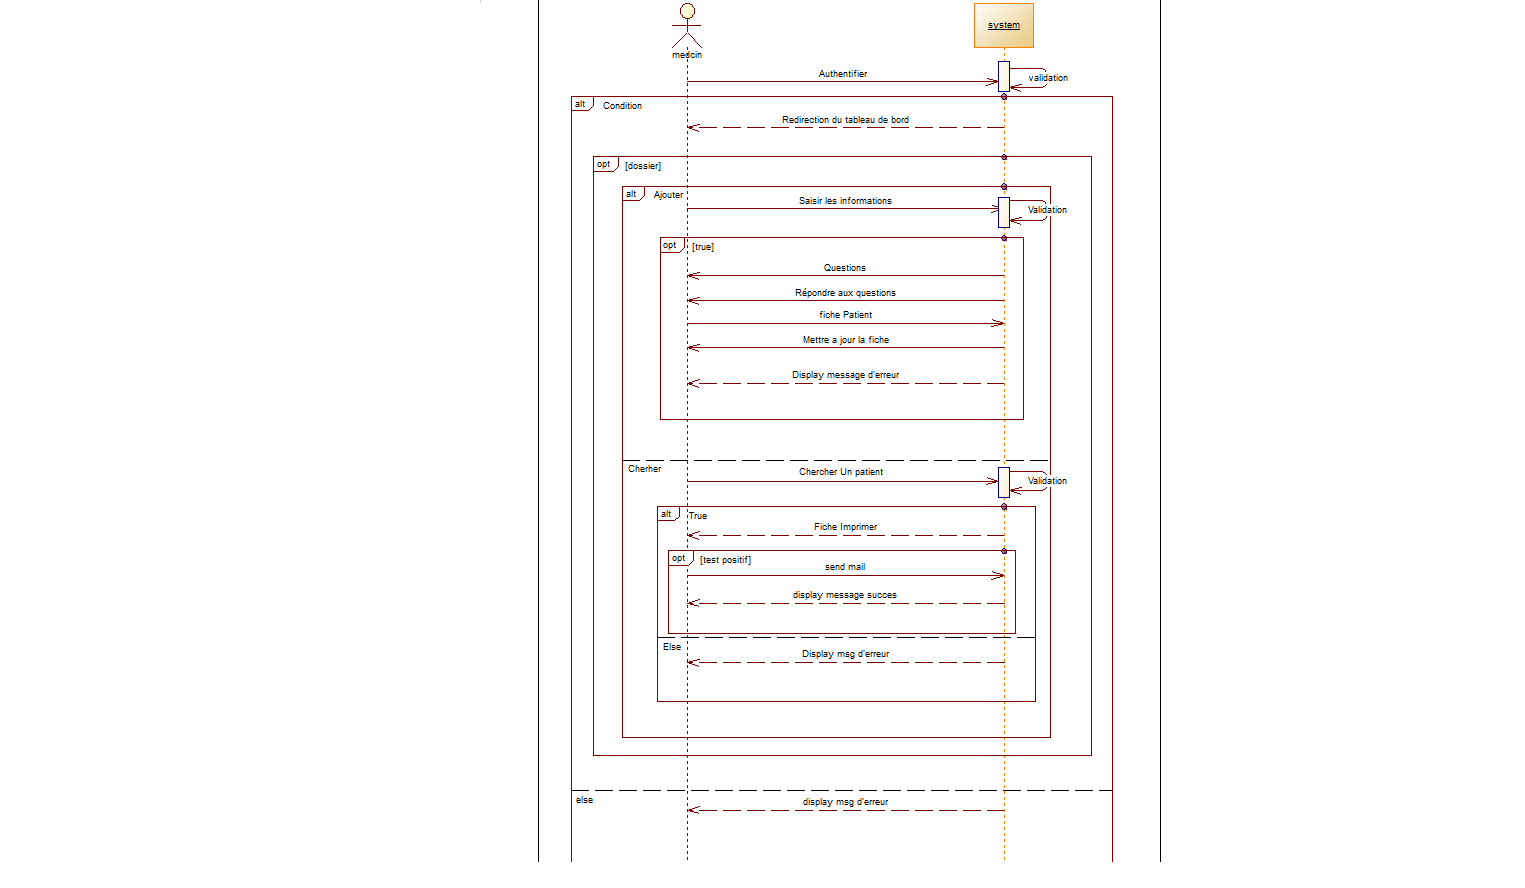 medcin
system
Authentifier
validation
alt
Condition
Redirection du tableau de bord
opt
[dossier]
alt
Ajouter
Saisir les informations
Validation
opt
[true]
Questions
Répondre aux questions
fiche Patient
Mettre a jour la fiche
Display message d'erreur
Cherher
Chercher Un patient
Validation
alt
True
Fiche Imprimer
opt
[test positif]
send mail
display message succes
Else
Display msg d'erreur
else
display msg d'erreur